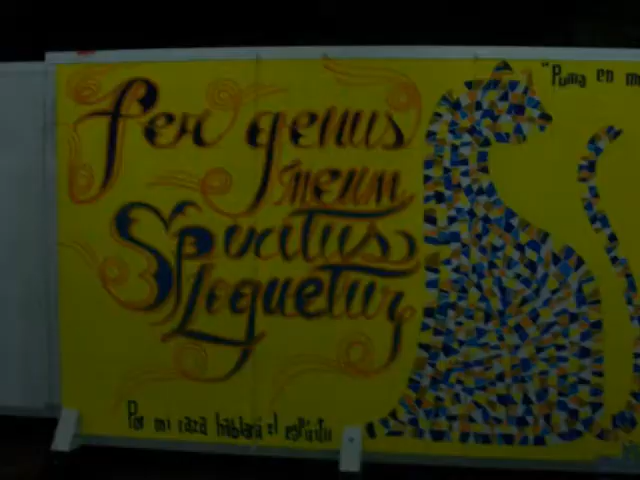 Per genus
meum
Spiritus
Loquetur
"Puma en
Por mi raza hablará el espíritu